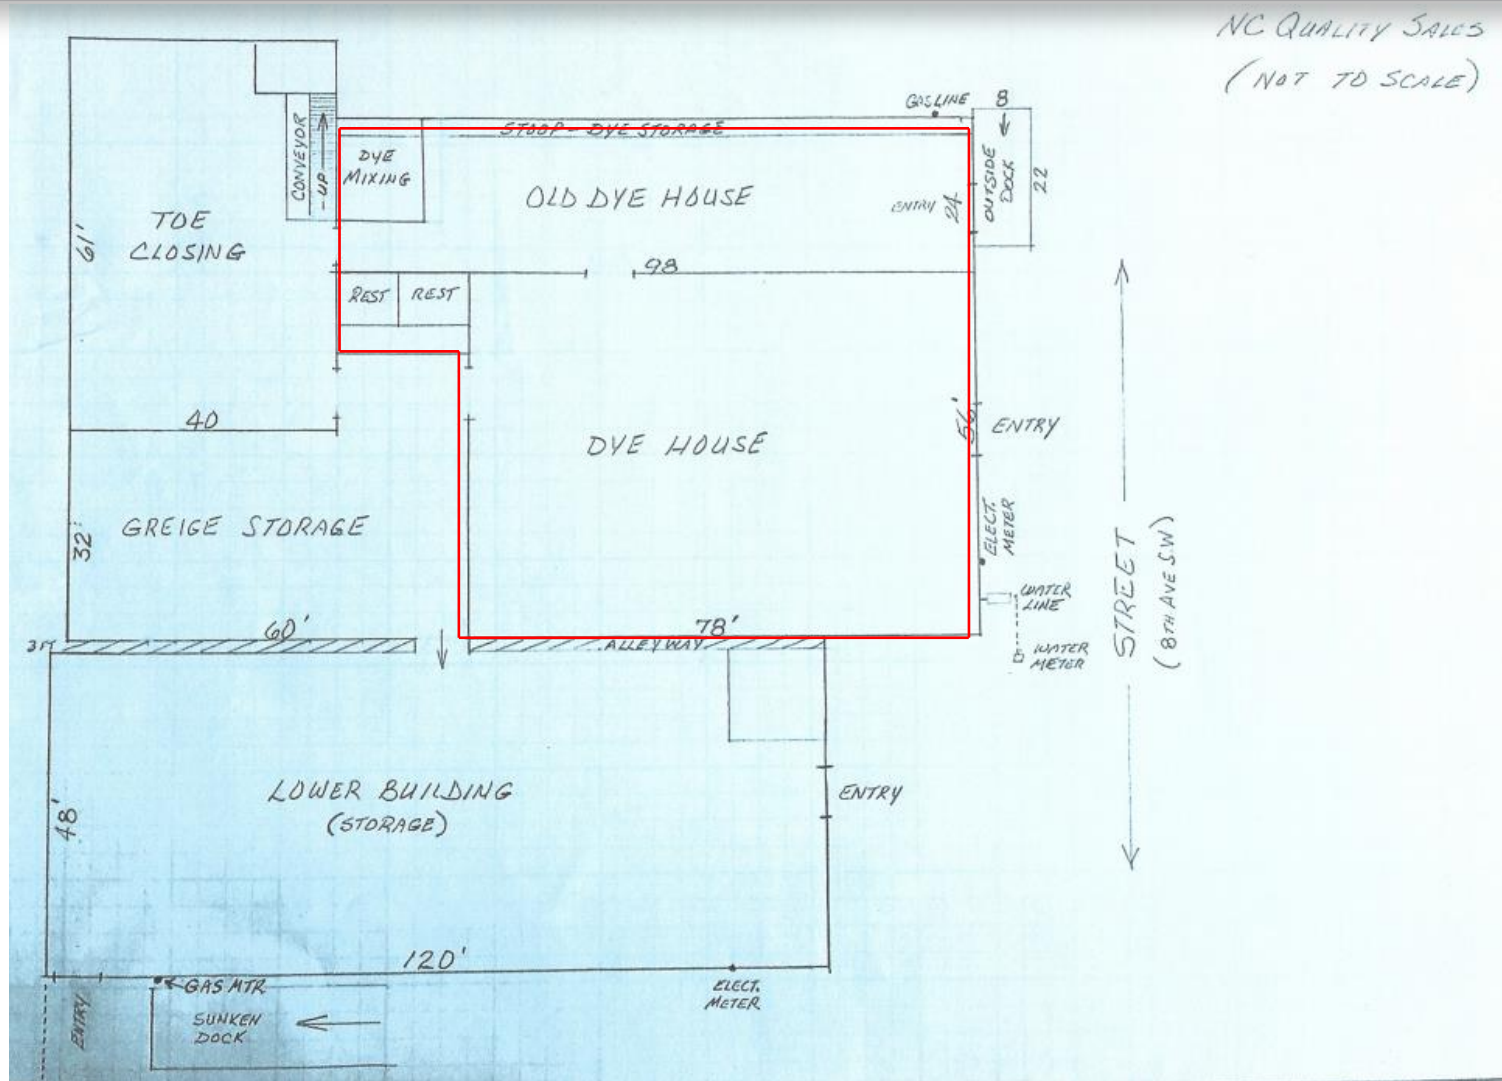 NC QUALITY SALES
(NOT TO SCALE)
GAS LINE
8
STOOP - DYE STORAGE
CONVEYOR
-UP
DYE
MIXING
OLD DYE HOUSE
ENTRY
24
OUTSIDE
DOCK
22
TOE
CLOSING
61'
98
REST
REST
40
DYE HOUSE
56'
ENTRY
GREIGE STORAGE
32'
ELECT.
METER
WATER
LINE
STREET
(8TH AVE S.W)
60'
78'
3FT
ALLEYWAY
WATER
METER
LOWER BUILDING
(STORAGE)
48'
ENTRY
120'
GAS MTR
ELECT.
METER
ENTRY
SUNKEN
DOCK